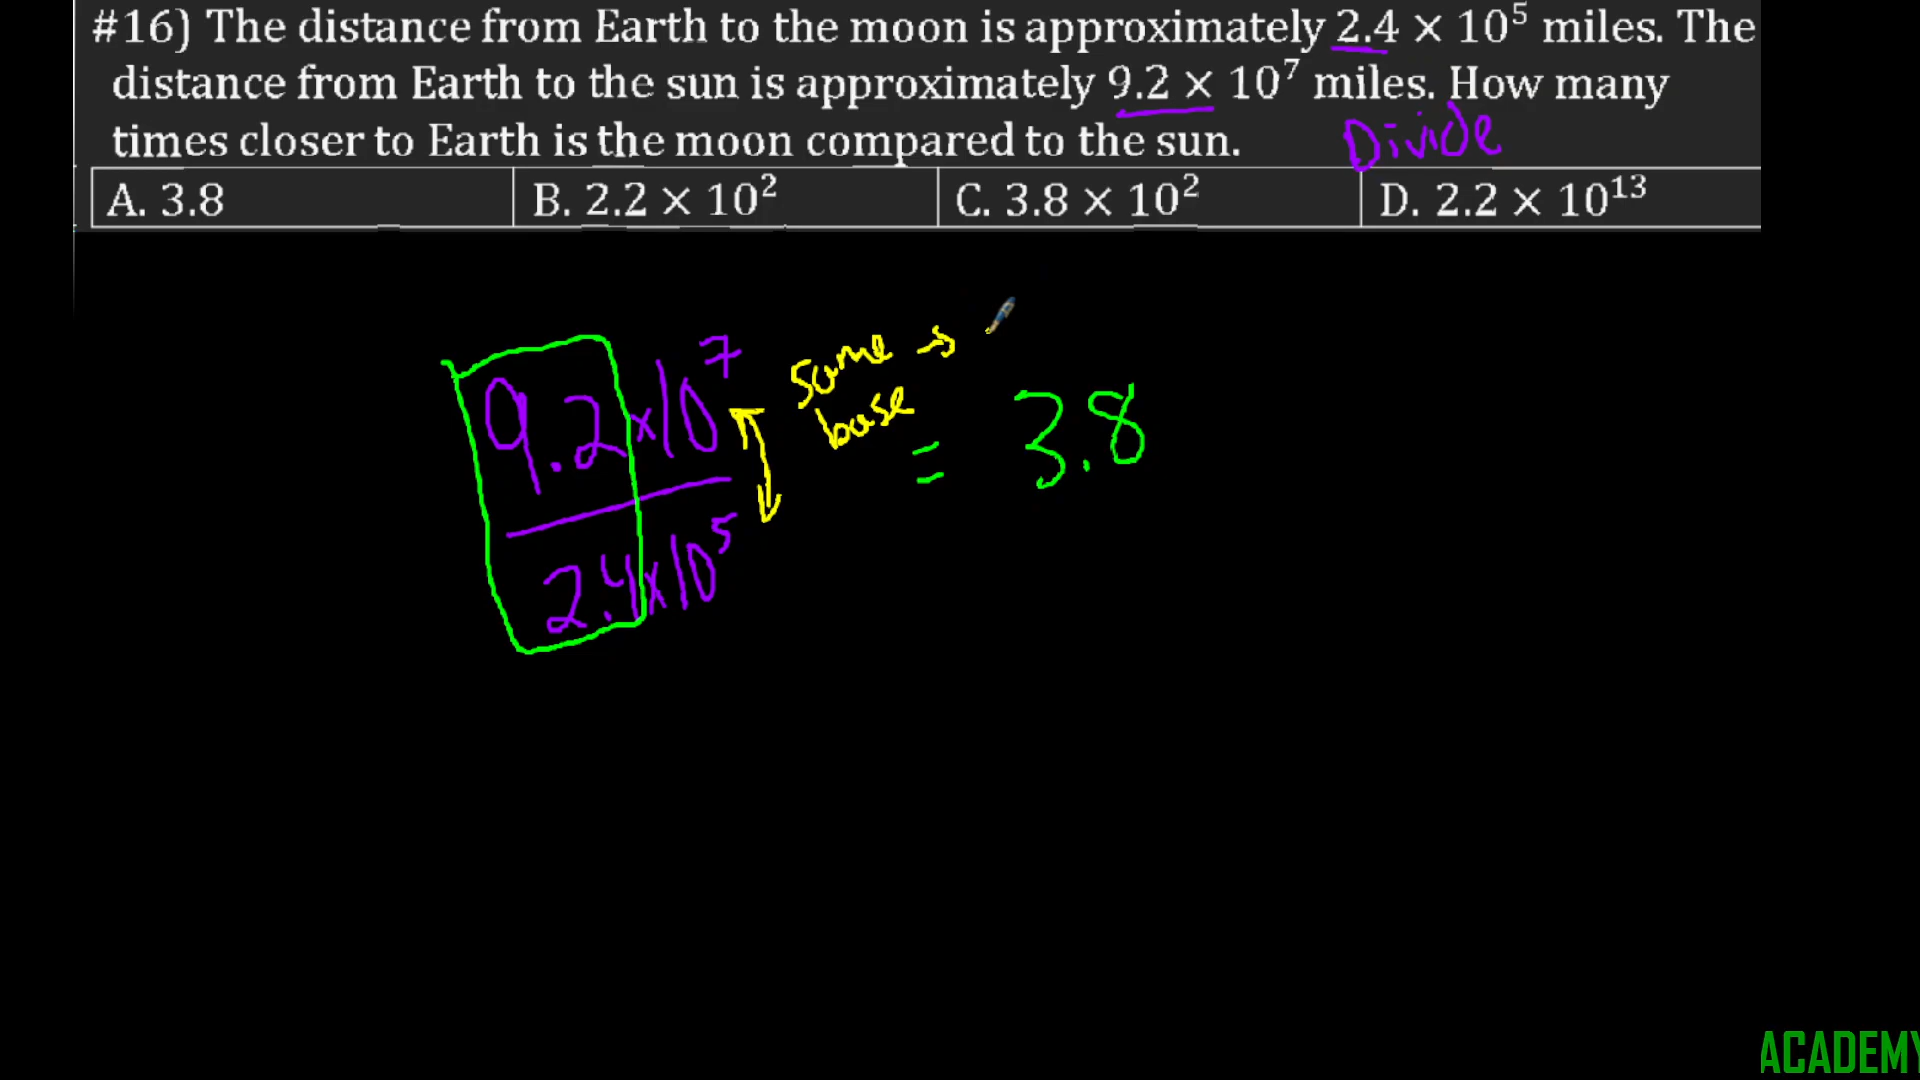 #16) The distance from Earth to the moon is approximately 2.4 × 10⁵ miles. The
distance from Earth to the sun is approximately 9.2 × 10⁷ miles. How many
times closer to Earth is the moon compared to the sun.
Divide
A. 3.8
B. 2.2 × 10²
C. 3.8 × 10²
D. 2.2 × 10¹³
9.2 × 10⁷
2.4 × 10⁵
same →
base
= 3.8
ACADEMY